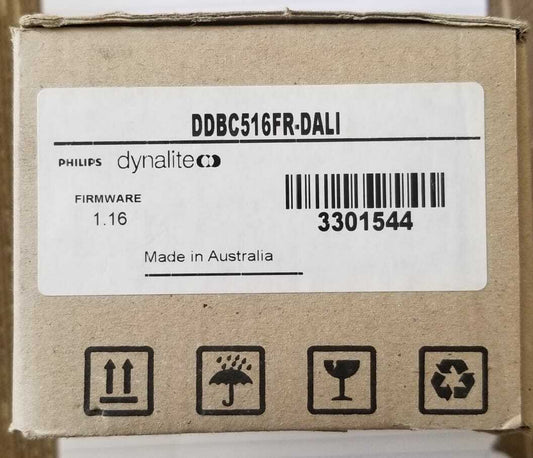 DDBC516FR-DALI
PHILIPS dynalite
FIRMWARE
1.16
3301544
Made in Australia